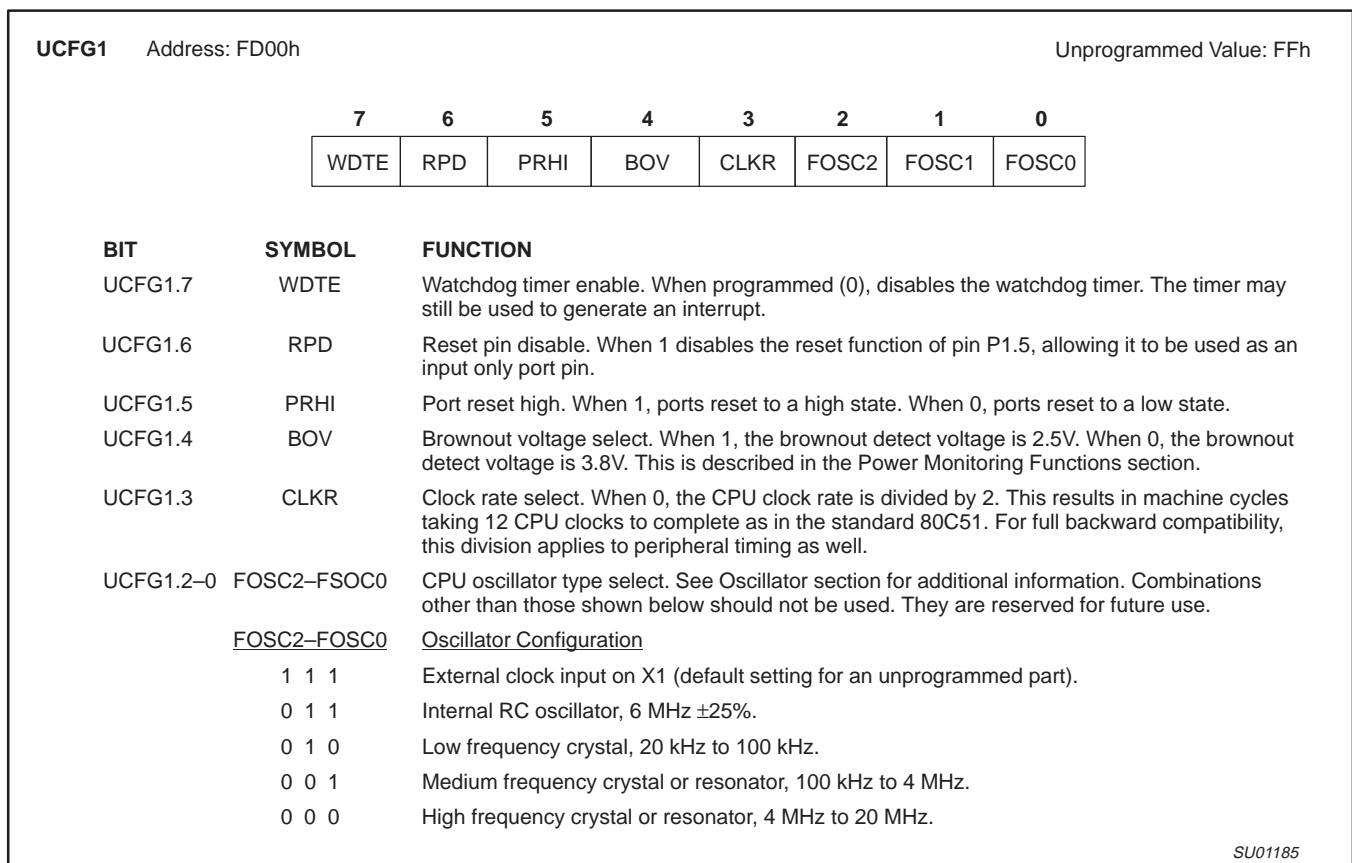 UCFG1 Address: FD00h Unprogrammed Value: FFh
7 6 5 4 3 2 1 0
WDTE RPD PRHI BOV CLKR FOSC2 FOSC1 FOSC0
BIT SYMBOL FUNCTION
UCFG1.7 WDTE Watchdog timer enable. When programmed (0), disables the watchdog timer. The timer may
still be used to generate an interrupt.
UCFG1.6 RPD Reset pin disable. When 1 disables the reset function of pin P1.5, allowing it to be used as an
input only port pin.
UCFG1.5 PRHI Port reset high. When 1, ports reset to a high state. When 0, ports reset to a low state.
UCFG1.4 BOV Brownout voltage select. When 1, the brownout detect voltage is 2.5V. When 0, the brownout
detect voltage is 3.8V. This is described in the Power Monitoring Functions section.
UCFG1.3 CLKR Clock rate select. When 0, the CPU clock rate is divided by 2. This results in machine cycles
taking 12 CPU clocks to complete as in the standard 80C51. For full backward compatibility,
this division applies to peripheral timing as well.
UCFG1.2–0 FOSC2–FSOC0 CPU oscillator type select. See Oscillator section for additional information. Combinations
other than those shown below should not be used. They are reserved for future use.
FOSC2–FOSC0 Oscillator Configuration
1 1 1 External clock input on X1 (default setting for an unprogrammed part).
0 1 1 Internal RC oscillator, 6 MHz ±25%.
0 1 0 Low frequency crystal, 20 kHz to 100 kHz.
0 0 1 Medium frequency crystal or resonator, 100 kHz to 4 MHz.
0 0 0 High frequency crystal or resonator, 4 MHz to 20 MHz.
SU01185